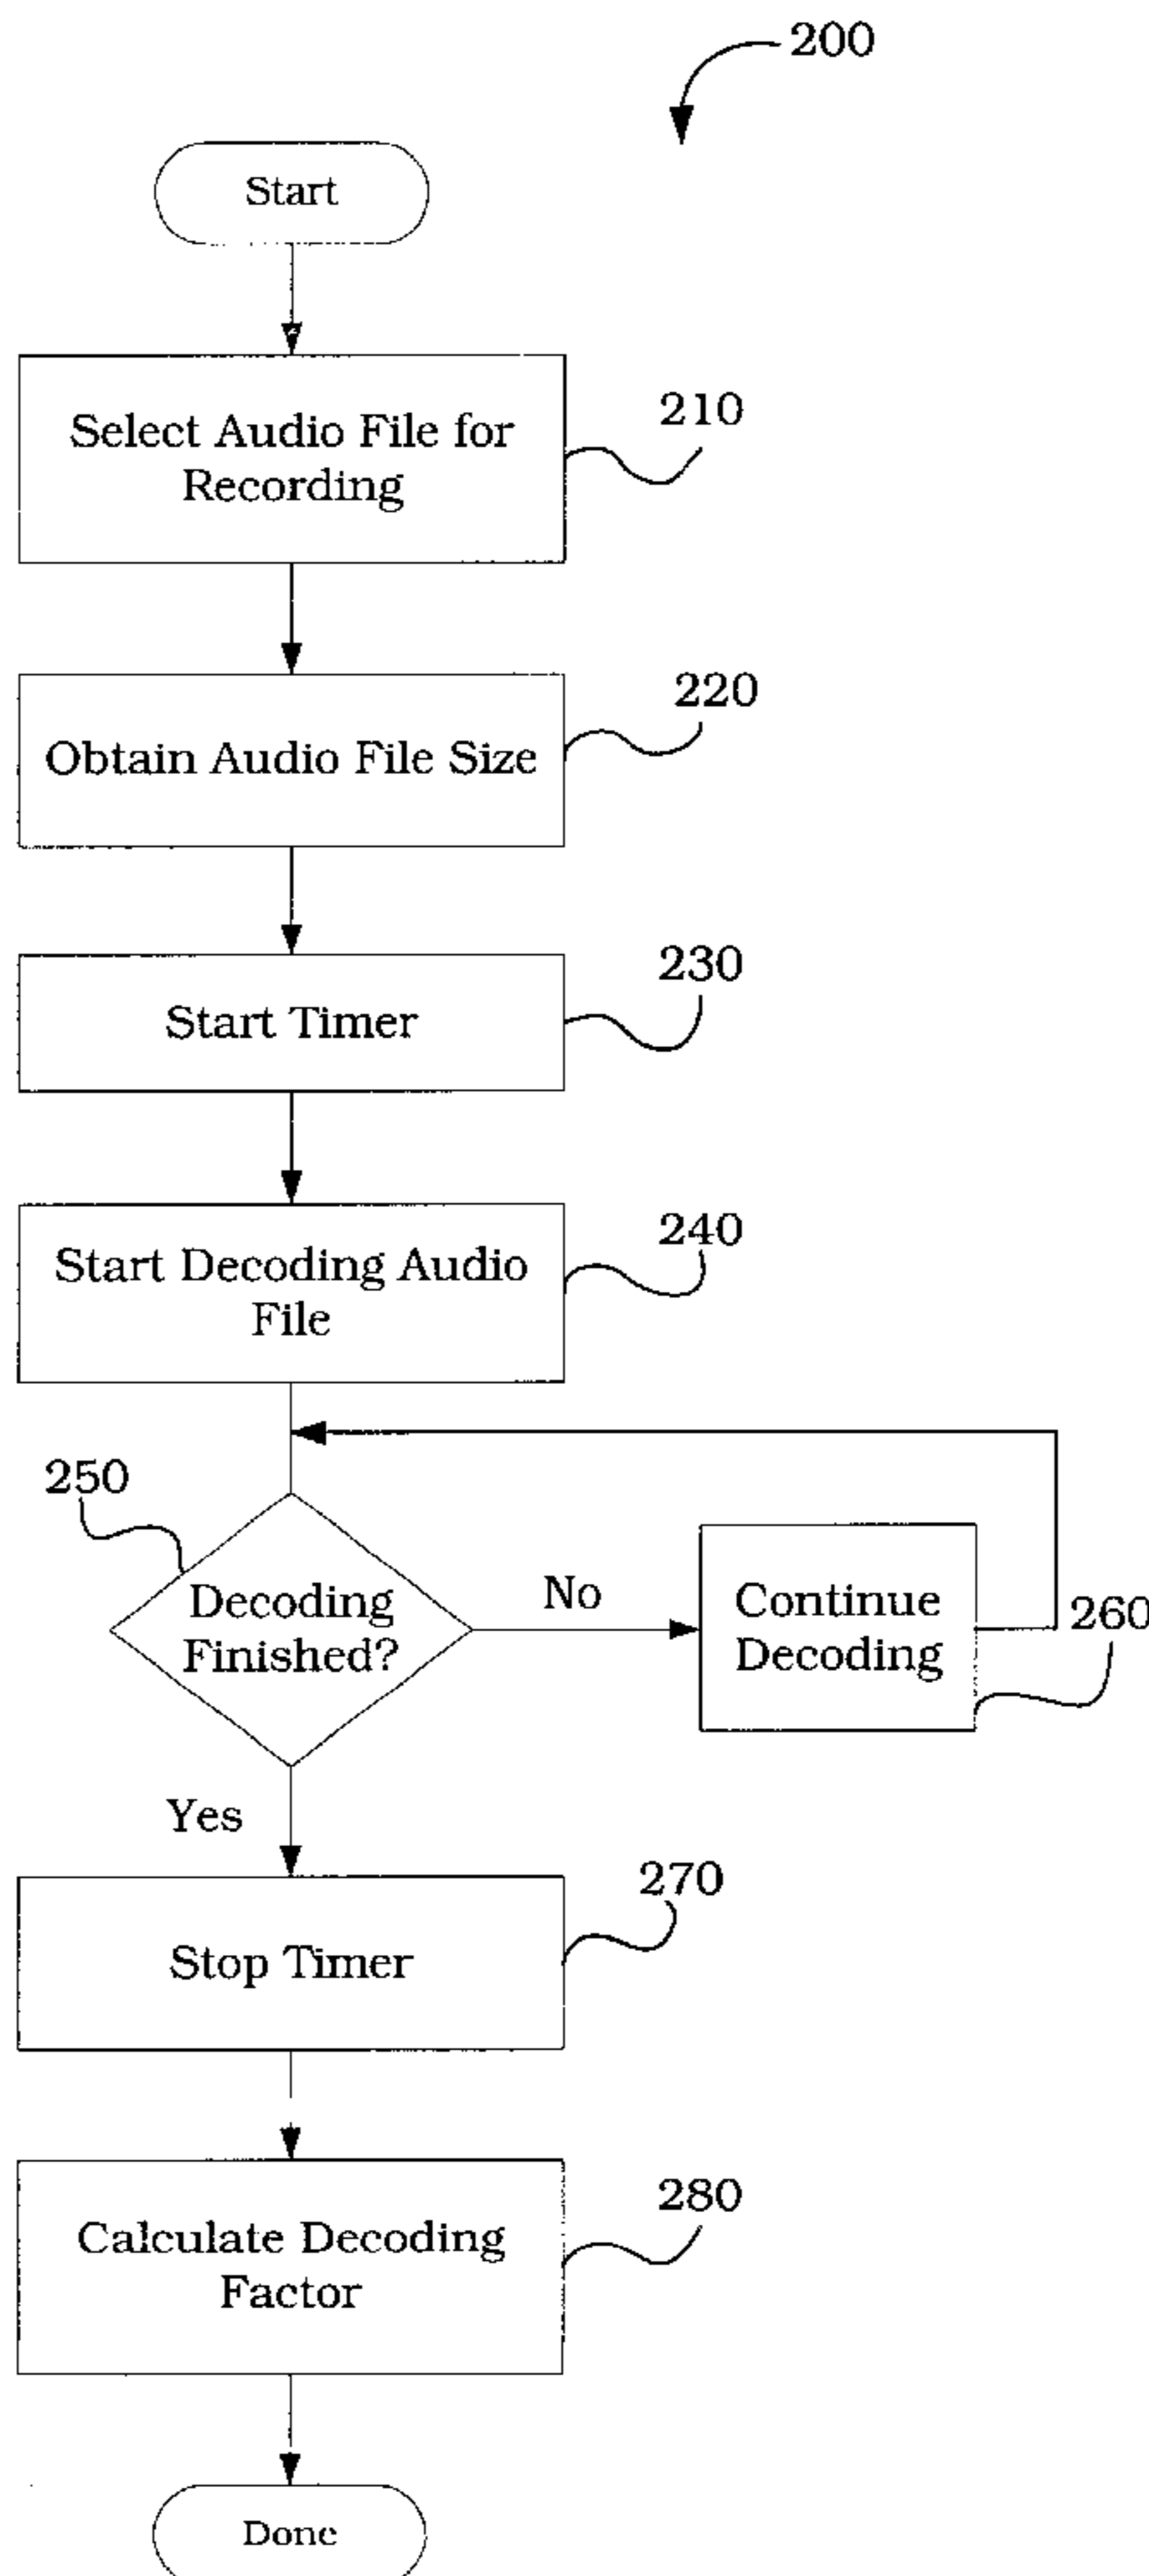 200
Start
Select Audio File for
Recording
210
Obtain Audio File Size
220
Start Timer
230
Start Decoding Audio
File
240
250
Decoding
Finished?
No
Continue
Decoding
260
Yes
Stop Timer
270
Calculate Decoding
Factor
280
Done